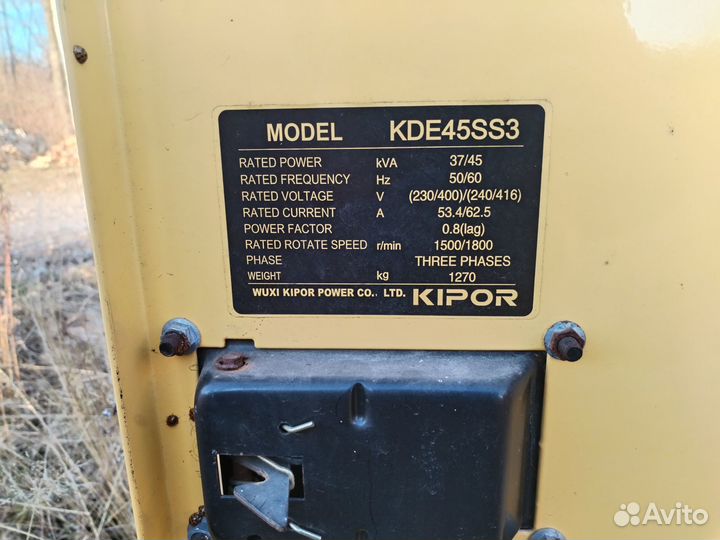 MODEL KDE45SS3
RATED POWER kVA 37/45
RATED FREQUENCY Hz 50/60
RATED VOLTAGE V (230/400)/(240/416)
RATED CURRENT A 53.4/62.5
POWER FACTOR 0.8(lag)
RATED ROTATE SPEED r/min 1500/1800
PHASE THREE PHASES
WEIGHT kg 1270
WUXI KIPOR POWER CO., LTD. KIPOR
Avito